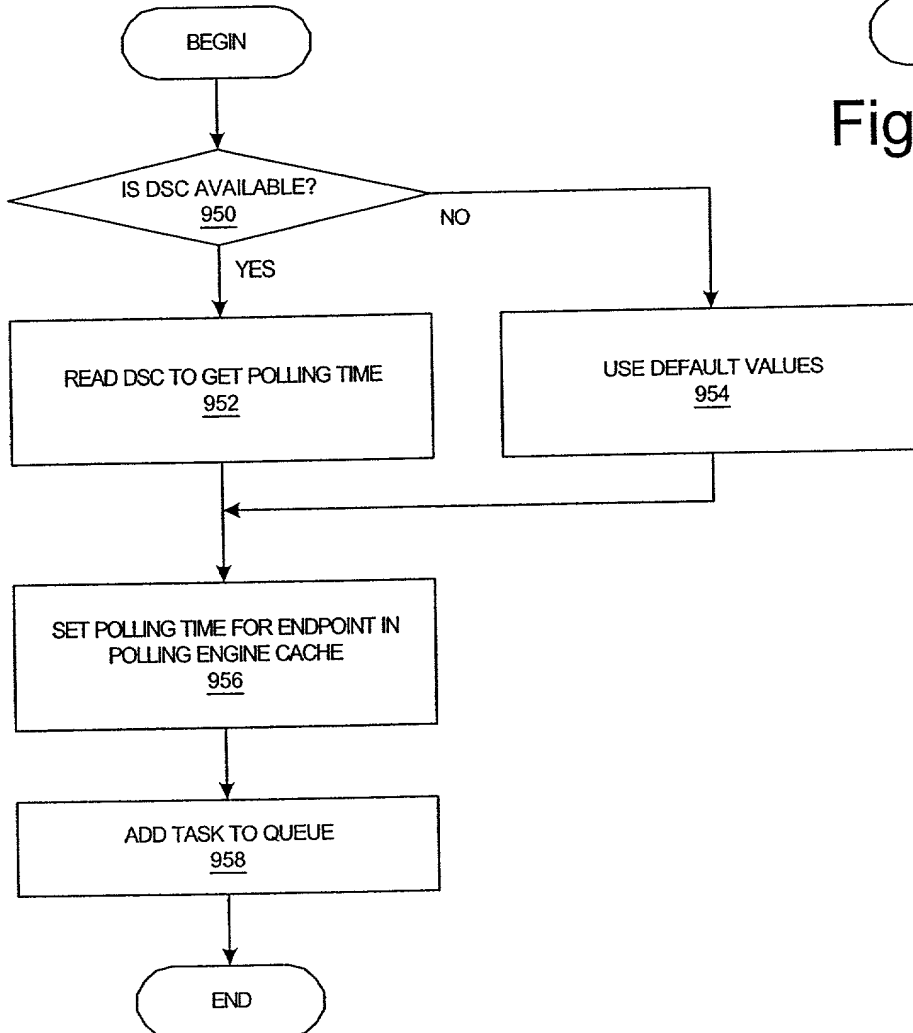 BEGIN
Fig
IS DSC AVAILABLE?
950
NO
YES
READ DSC TO GET POLLING TIME
952
USE DEFAULT VALUES
954
SET POLLING TIME FOR ENDPOINT IN
POLLING ENGINE CACHE
956
ADD TASK TO QUEUE
958
END